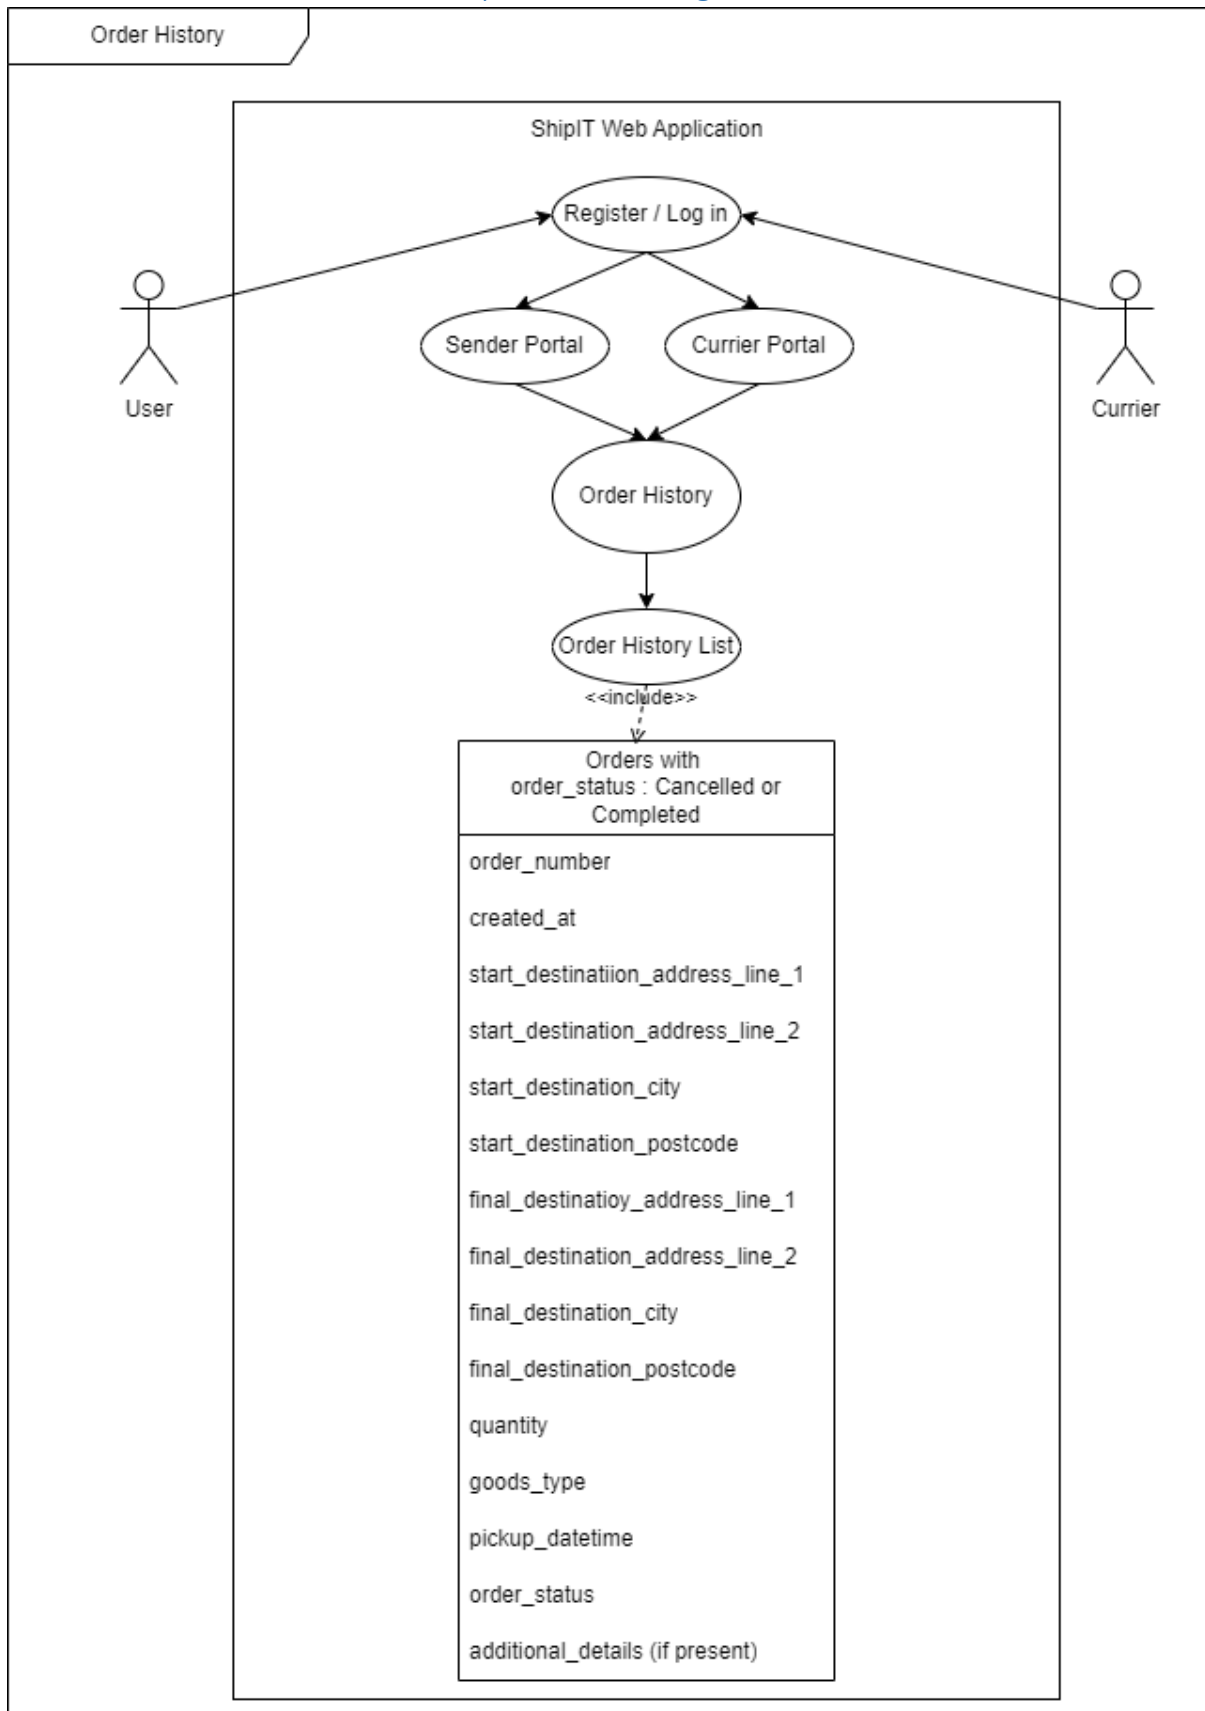 Order History
ShipIT Web Application
Register / Log in
Sender Portal
Currier Portal
User
Currier
Order History
Order History List
<<include>>
Orders with
order_status : Cancelled or
Completed
order_number
created_at
start_destinatiion_address_line_1
start_destination_address_line_2
start_destination_city
start_destination_postcode
final_destinatioy_address_line_1
final_destination_address_line_2
final_destination_city
final_destination_postcode
quantity
goods_type
pickup_datetime
order_status
additional_details (if present)